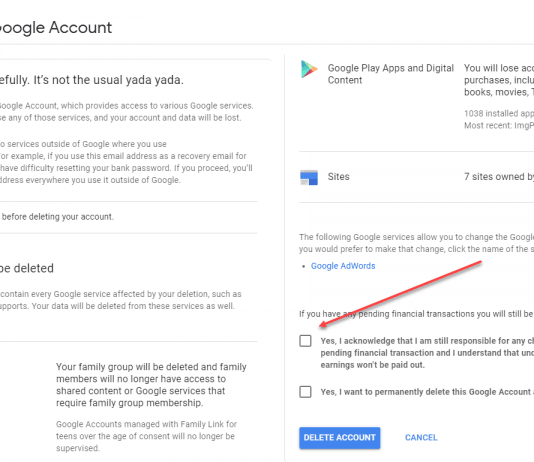 oogle Account
efully. It's not the usual yada yada.
Google Account, which provides access to various Google services.
se any of those services, and your account and data will be lost.
o services outside of Google where you use
or example, if you use this email address as a recovery email for
have difficulty resetting your bank password. If you proceed, you'll
ddress everywhere you use it outside of Google.
before deleting your account.
be deleted
contain every Google service affected by your deletion, such as
upports. Your data will be deleted from these services as well.
Your family group will be deleted and family
members will no longer have access to
shared content or Google services that
require family group membership.
Google Accounts managed with Family Link for
teens over the age of consent will no longer be
supervised.
Google Play Apps and Digital
Content
You will lose acc
purchases, inclu
books, movies, T
1038 installed app
Most recent: ImgP
Sites
7 sites owned by
The following Google services allow you to change the Google
you would prefer to make that change, click the name of the s
• Google AdWords
If you have any pending financial transactions you will still be
Yes, I acknowledge that I am still responsible for any ch
pending financial transaction and I understand that und
earnings won't be paid out.
Yes, I want to permanently delete this Google Account a
DELETE ACCOUNT
CANCEL